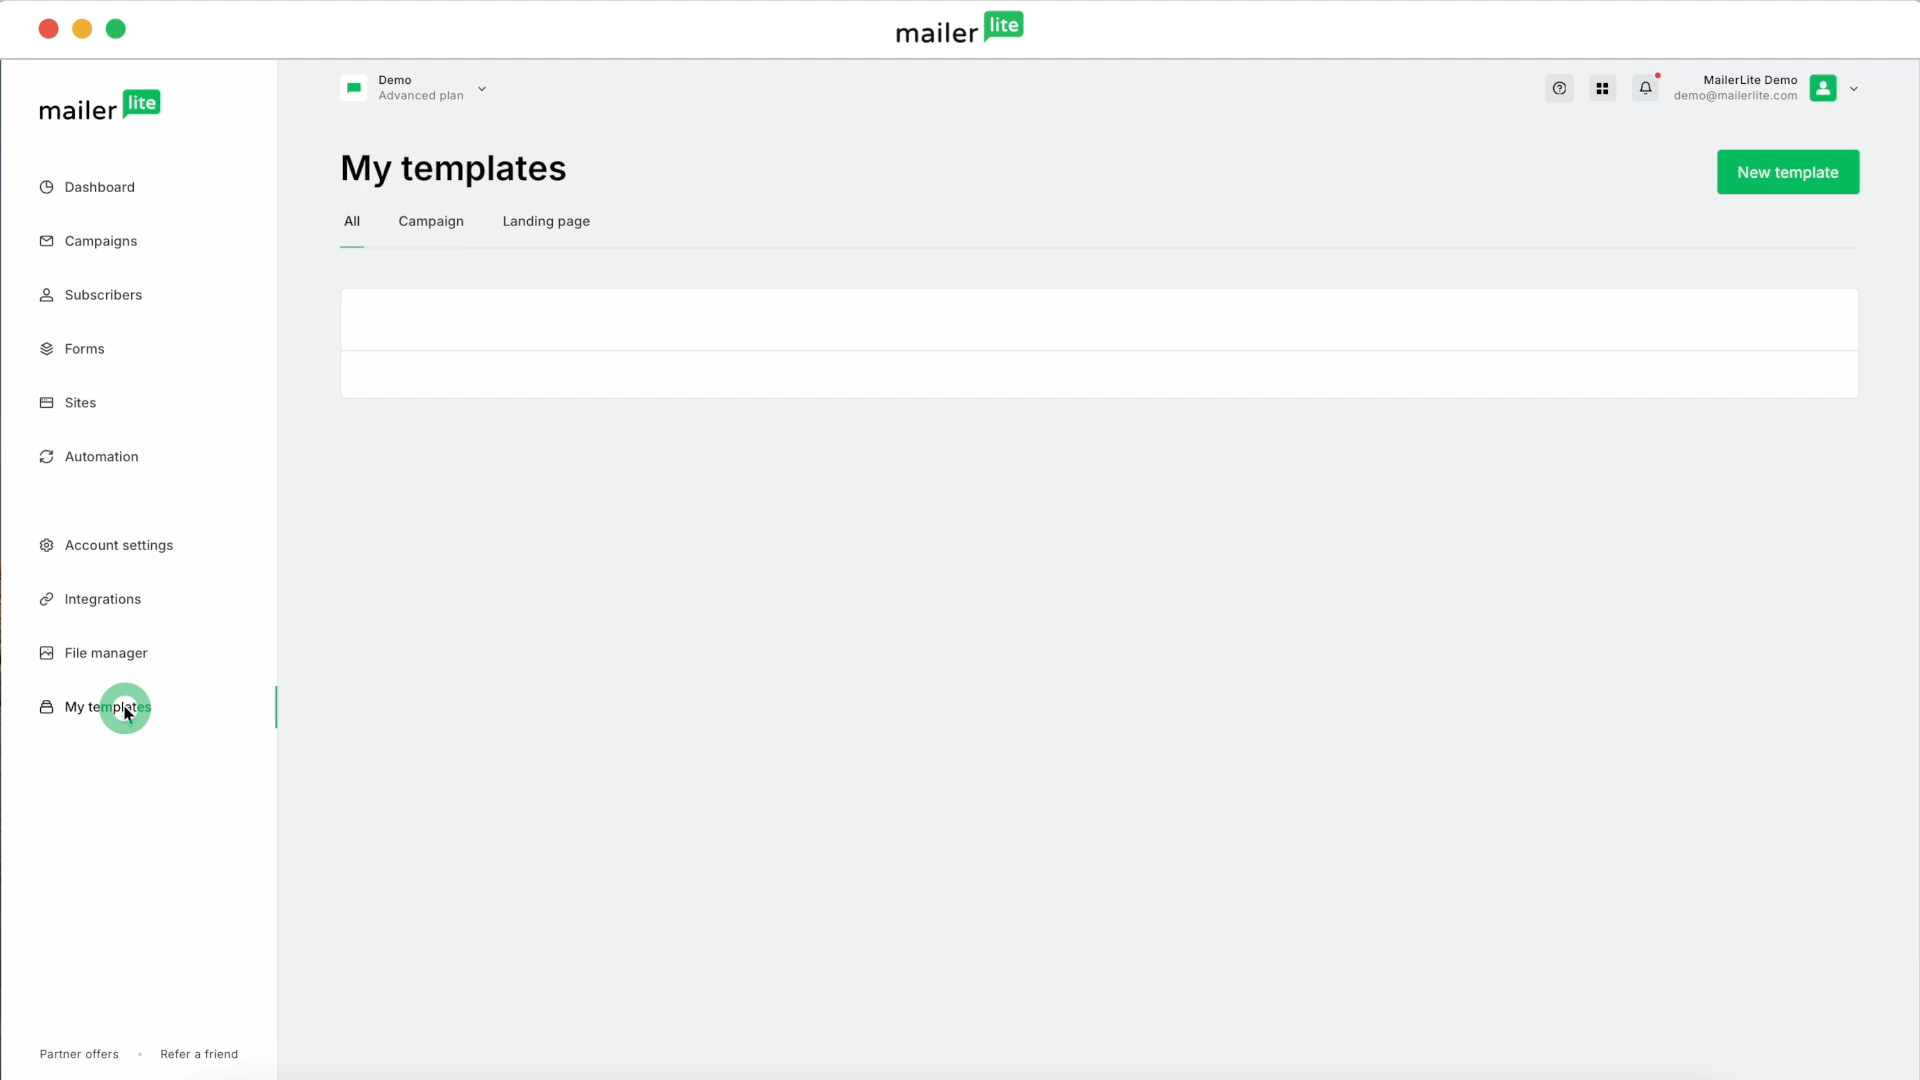 mailer lite
mailer lite
Demo
Advanced plan
MailerLite Demo
demo@mailerlite.com
Dashboard
Campaigns
Subscribers
Forms
Sites
Automation
Account settings
Integrations
File manager
My templates
Partner offers • Refer a friend
My templates
New template
All Campaign Landing page